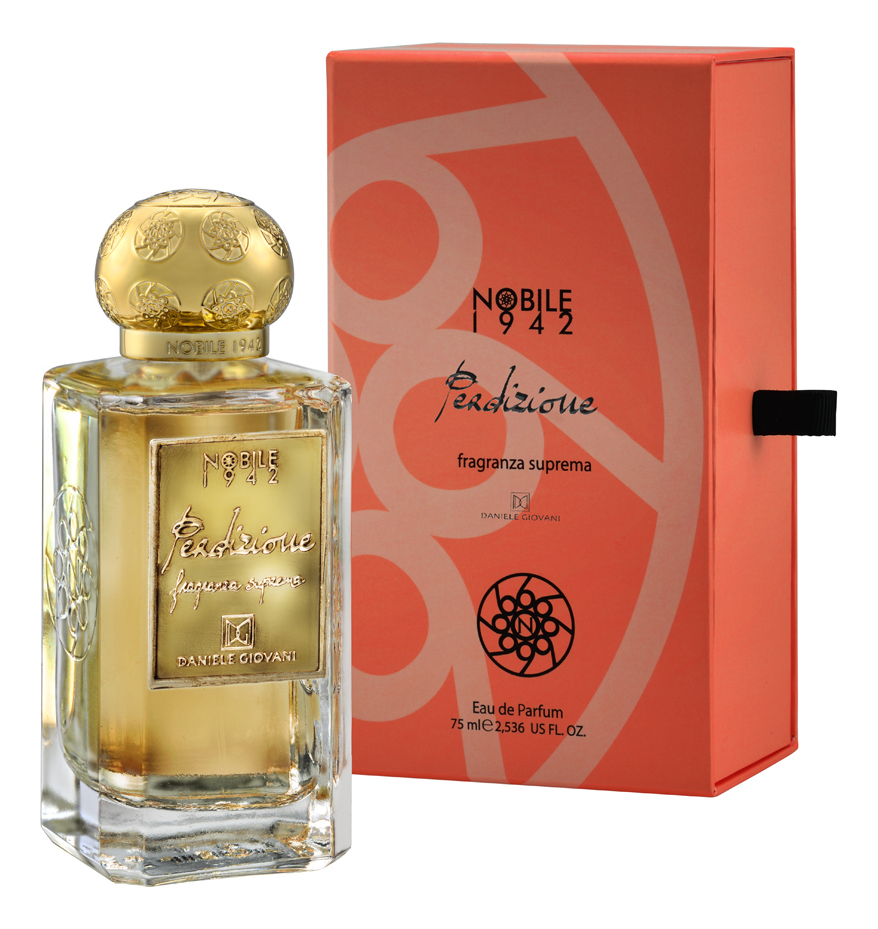 NOBILE 1942
NOBILE
1942
Perdizione
fragranza suprema
DG
DANIELE GIOVANI
NOBILE
1942
Perdizione
fragranza suprema
DANIELE GIOVANI
N
Eau de Parfum
75 ml e 2,536 US FL. OZ.